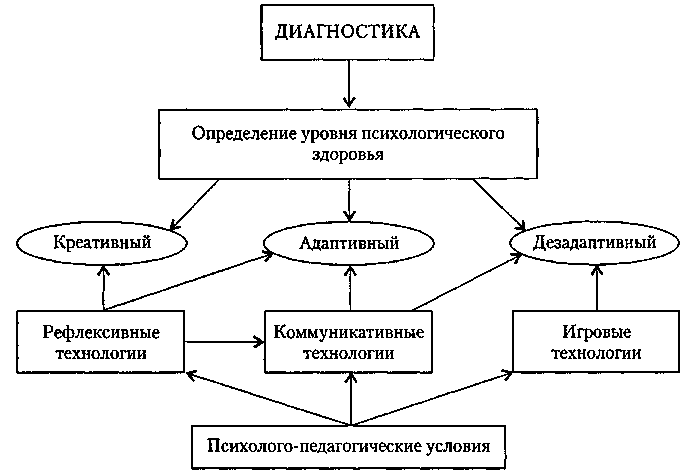 ДИАГНОСТИКА
Определение уровня психологического
здоровья
Креативный
Адаптивный
Дезадаптивный
Рефлексивные
технологии
Коммуникативные
технологии
Игровые
технологии
Психолого-педагогические условия